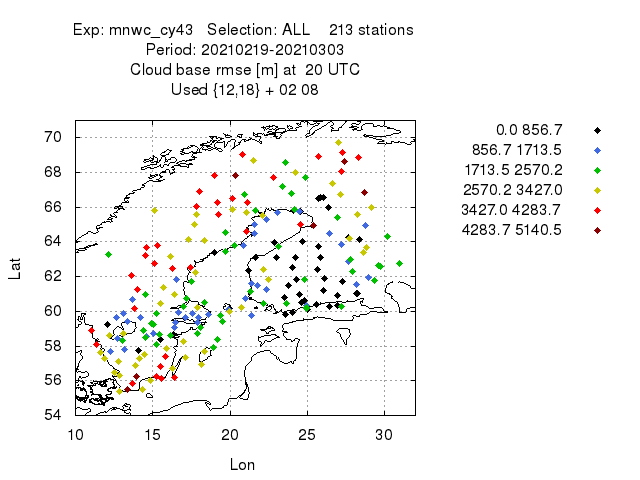 Exp: mnwc_cy43 Selection: ALL 213 stations
Period: 20210219-20210303
Cloud base rmse [m] at 20 UTC
Used {12,18} + 02 08
0.0 856.7
856.7 1713.5
1713.5 2570.2
2570.2 3427.0
3427.0 4283.7
4283.7 5140.5
Lat
70
68
66
64
62
60
58
56
54
10 15 20 25 30
Lon